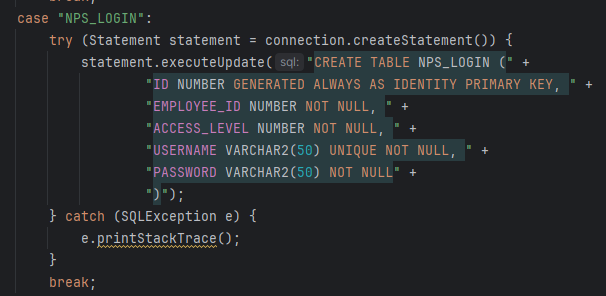 case "NPS_LOGIN":
try (Statement statement = connection.createStatement()) {
statement.executeUpdate( sql: "CREATE TABLE NPS_LOGIN (" +
"ID NUMBER GENERATED ALWAYS AS IDENTITY PRIMARY KEY, " +
"EMPLOYEE_ID NUMBER NOT NULL, " +
"ACCESS_LEVEL NUMBER NOT NULL, " +
"USERNAME VARCHAR2(50) UNIQUE NOT NULL, " +
"PASSWORD VARCHAR2(50) NOT NULL" +
")");
} catch (SQLException e) {
e.printStackTrace();
}
break;